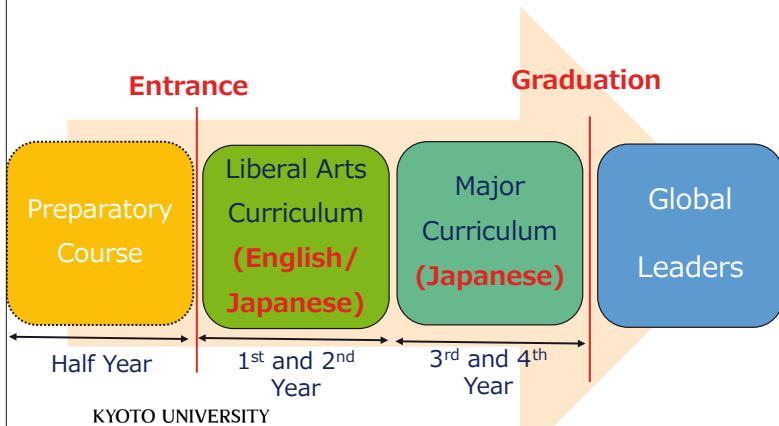 Entrance
Graduation
Preparatory
Course
Liberal Arts
Curriculum
(English/
Japanese)
Major
Curriculum
(Japanese)
Global
Leaders
Half Year
1st and 2nd
Year
3rd and 4th
Year
KYOTO UNIVERSITY